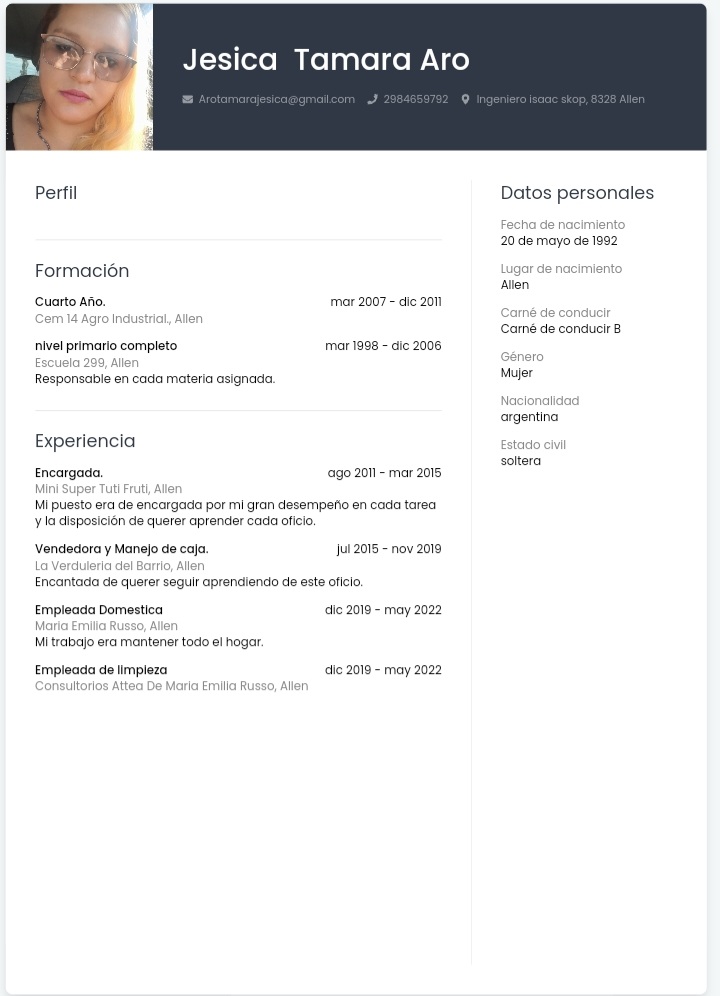 Jesica Tamara Aro
Arotamarajesica@gmail.com 2984659792 Ingeniero isaac skop, 8328 Allen
Perfil
Formación
Cuarto Año. mar 2007 - dic 2011
Cem 14 Agro Industrial., Allen
nivel primario completo mar 1998 - dic 2006
Escuela 299, Allen
Responsable en cada materia asignada.
Experiencia
Encargada. ago 2011 - mar 2015
Mini Super Tuti Fruti, Allen
Mi puesto era de encargada por mi gran desempeño en cada tarea
y la disposición de querer aprender cada oficio.
Vendedora y Manejo de caja. jul 2015 - nov 2019
La Verduleria del Barrio, Allen
Encantada de querer seguir aprendiendo de este oficio.
Empleada Domestica dic 2019 - may 2022
Maria Emilia Russo, Allen
Mi trabajo era mantener todo el hogar.
Empleada de limpieza dic 2019 - may 2022
Consultorios Attea De Maria Emilia Russo, Allen
Datos personales
Fecha de nacimiento
20 de mayo de 1992
Lugar de nacimiento
Allen
Carné de conducir
Carné de conducir B
Género
Mujer
Nacionalidad
argentina
Estado civil
soltera